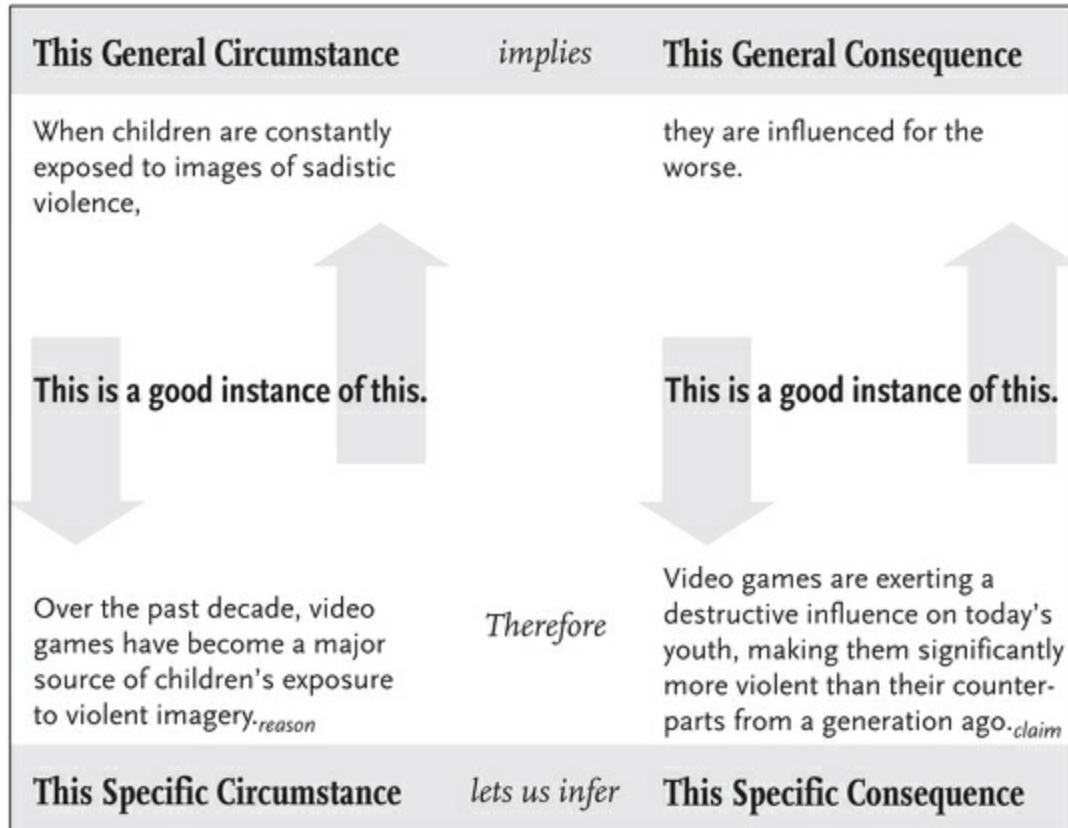 This General Circumstance implies This General Consequence
When children are constantly
exposed to images of sadistic
violence,
they are influenced for the
worse.
This is a good instance of this.
This is a good instance of this.
Over the past decade, video
games have become a major
source of children's exposure
to violent imagery.reason
Therefore
Video games are exerting a
destructive influence on today's
youth, making them significantly
more violent than their counter-
parts from a generation ago.claim
This Specific Circumstance lets us infer This Specific Consequence